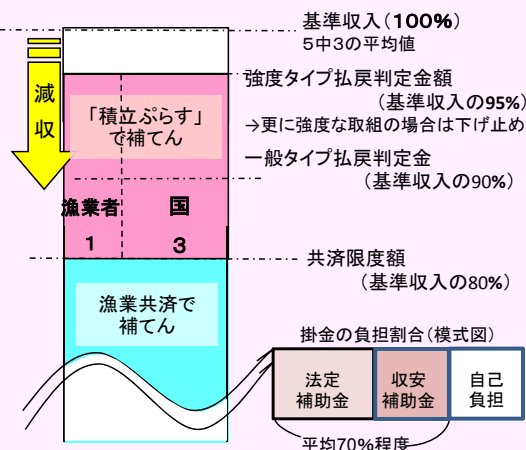 基準収入(100%)
5中3の平均値
減収
強度タイプ払戻判定金額
(基準収入の95%)
→更に強度な取組の場合は下げ止め
「積立ぷらす」
で補てん
一般タイプ払戻判定金
(基準収入の90%)
漁業者 国
1 3
共済限度額
(基準収入の80%)
漁業共済で
補てん
掛金の負担割合(模式図)
法定
補助金
収安
補助金
自己
負担
平均70%程度